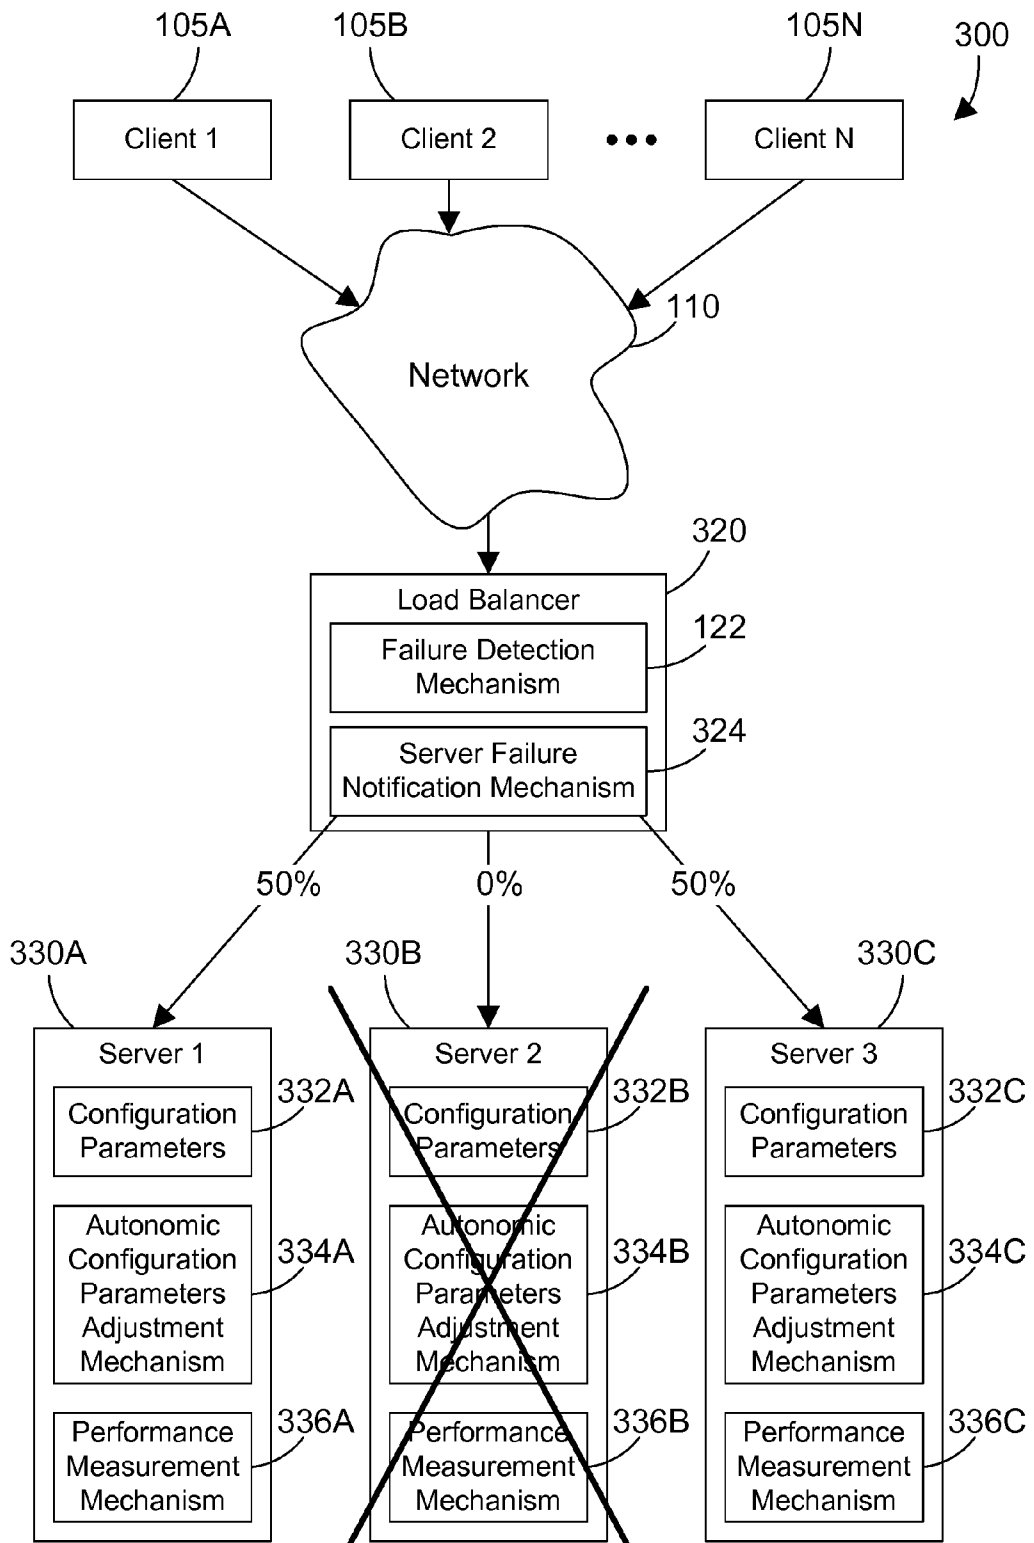 105A
105B
105N
300
Client 1
Client 2
Client N
110
Network
320
Load Balancer
122
Failure Detection
Mechanism
324
Server Failure
Notification Mechanism
50%
0%
50%
330A
330B
330C
Server 1
Server 2
Server 3
332A
332B
332C
Configuration
Parameters
Configuration
Parameters
Configuration
Parameters
334A
334B
334C
Autonomic
Configuration
Parameters
Adjustment
Mechanism
Autonomic
Configuration
Parameters
Adjustment
Mechanism
Autonomic
Configuration
Parameters
Adjustment
Mechanism
336A
336B
336C
Performance
Measurement
Mechanism
Performance
Measurement
Mechanism
Performance
Measurement
Mechanism